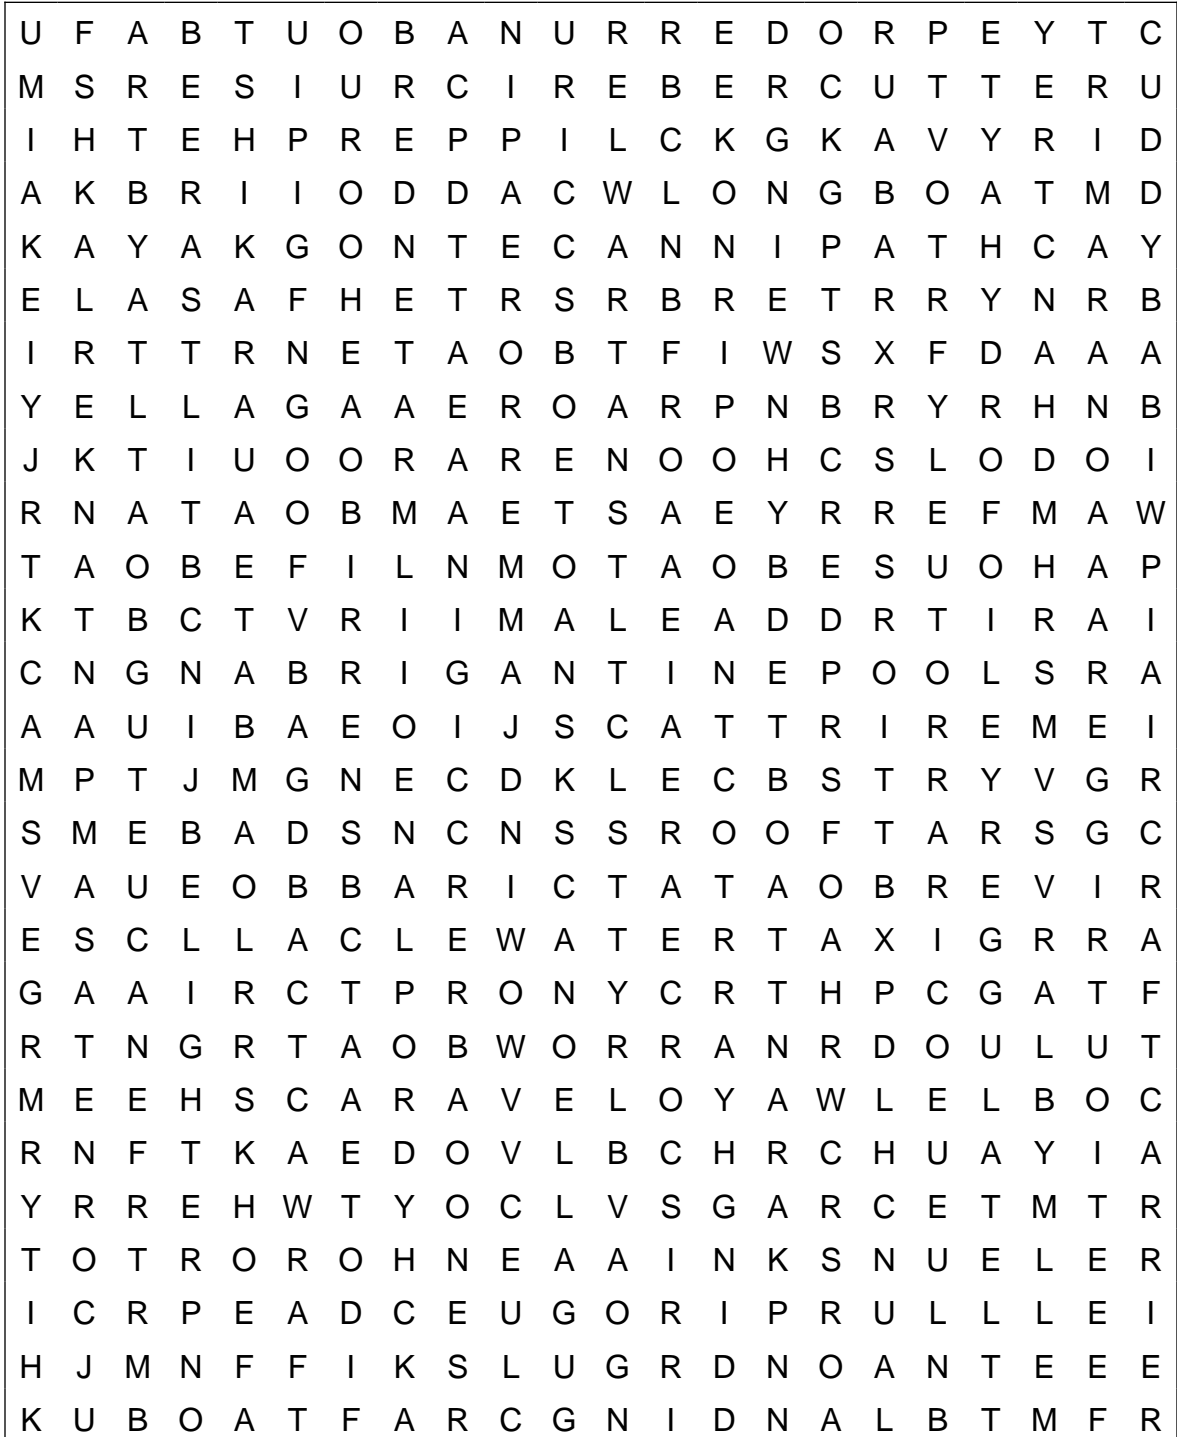 U F A B T U O B A N U R R E D O R P E Y T C
M S R E S I U R C I R E B E R C U T T E R U
I H T E H P R E P P I L C K G K A V Y R I D
A K B R I I O D D A C W L O N G B O A T M D
K A Y A K G O N T E C A N N I P A T H C A Y
E L A S A F H E T R S R B R E T R R Y N R B
I R T T R N E T A O B T F I W S X F D A A A
Y E L L A G A A E R O A R P N B R Y R H N B
J K T I U O O R A R E N O O H C S L O D O I
R N A T A O B M A E T S A E Y R R E F M A W
T A O B E F I L N M O T A O B E S U O H A P
K T B C T V R I I M A L E A D D R T I R A I
C N G N A B R I G A N T I N E P O O L S R A
A A U I B A E O I J S C A T T R I R E M E I
M P T J M G N E C D K L E C B S T R Y V G R
S M E B A D S N C N S S R O O F T A R S G C
V A U E O B B A R I C T A T A O B R E V I R
E S C L L A C L E W A T E R T A X I G R R A
G A A I R C T P R O N Y C R T H P C G A T F
R T N G R T A O B W O R R A N R D O U L U T
M E E H S C A R A V E L O Y A W L E L B O C
R N F T K A E D O V L B C H R C H U A Y I A
Y R R E H W T Y O C L V S G A R C E T M T R
T O T R O R O H N E A A I N K S N U E L E R
I C R P E A D C E U G O R I P R U L L L E I
H J M N F F I K S L U G R D N O A N T E E E
K U B O A T F A R C G N I D N A L B T M F R